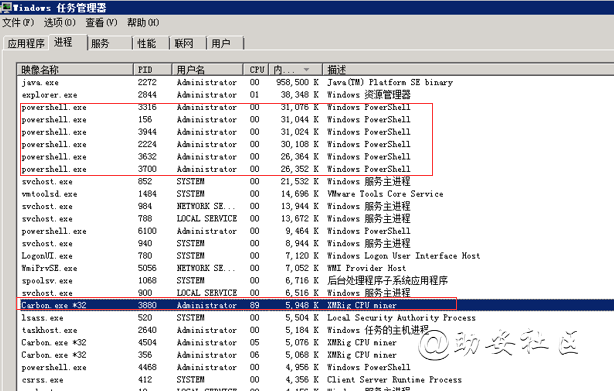 Windows 任务管理器
文件(F) 选项(O) 查看(V) 帮助(H)
应用程序 进程 服务 性能 联网 用户
映像名称 PID 用户名 CPU 内... 描述
java.exe 2272 Administrator 00 958,500 K Java(TM) Platform SE binary
explorer.exe 2844 Administrator 01 38,348 K Windows 资源管理器
powershell.exe 3316 Administrator 00 31,076 K Windows PowerShell
powershell.exe 156 Administrator 00 31,044 K Windows PowerShell
powershell.exe 3944 Administrator 00 31,024 K Windows PowerShell
powershell.exe 2224 Administrator 00 30,108 K Windows PowerShell
powershell.exe 3632 Administrator 00 26,364 K Windows PowerShell
powershell.exe 3700 Administrator 00 26,352 K Windows PowerShell
svchost.exe 852 SYSTEM 00 21,532 K Windows 服务主进程
vmtoolsd.exe 1484 SYSTEM 00 14,696 K VMware Tools Core Service
svchost.exe 984 NETWORK SE... 00 13,944 K Windows 服务主进程
svchost.exe 788 LOCAL SERVICE 00 13,672 K Windows 服务主进程
powershell.exe 6100 Administrator 00 9,464 K Windows PowerShell
svchost.exe 940 SYSTEM 00 8,944 K Windows 服务主进程
LogonUI.exe 780 SYSTEM 00 7,120 K Windows Logon User Interface Host
WmiPrvSE.exe 5056 NETWORK SE... 00 7,052 K WMI Provider Host
spoolsv.exe 1068 SYSTEM 00 6,716 K 后台处理程序子系统应用程序
svchost.exe 900 LOCAL SERVICE 00 6,516 K Windows 服务主进程
Carbon.exe *32 3880 Administrator 89 5,948 K XMRig CPU miner
lsass.exe 520 SYSTEM 00 5,504 K Local Security Authority Process
taskhost.exe 2640 Administrator 00 5,184 K Windows 任务的主机进程
Carbon.exe *32 4504 Administrator 05 5,076 K XMRig CPU miner
Carbon.exe *32 356 Administrator 06 5,068 K XMRig CPU miner
powershell.exe 4468 Administrator 00 4,956 K Windows PowerShell
csrss.exe 412 SYSTEM 00 4,356 K Client Server Runtime Process
@助安社区